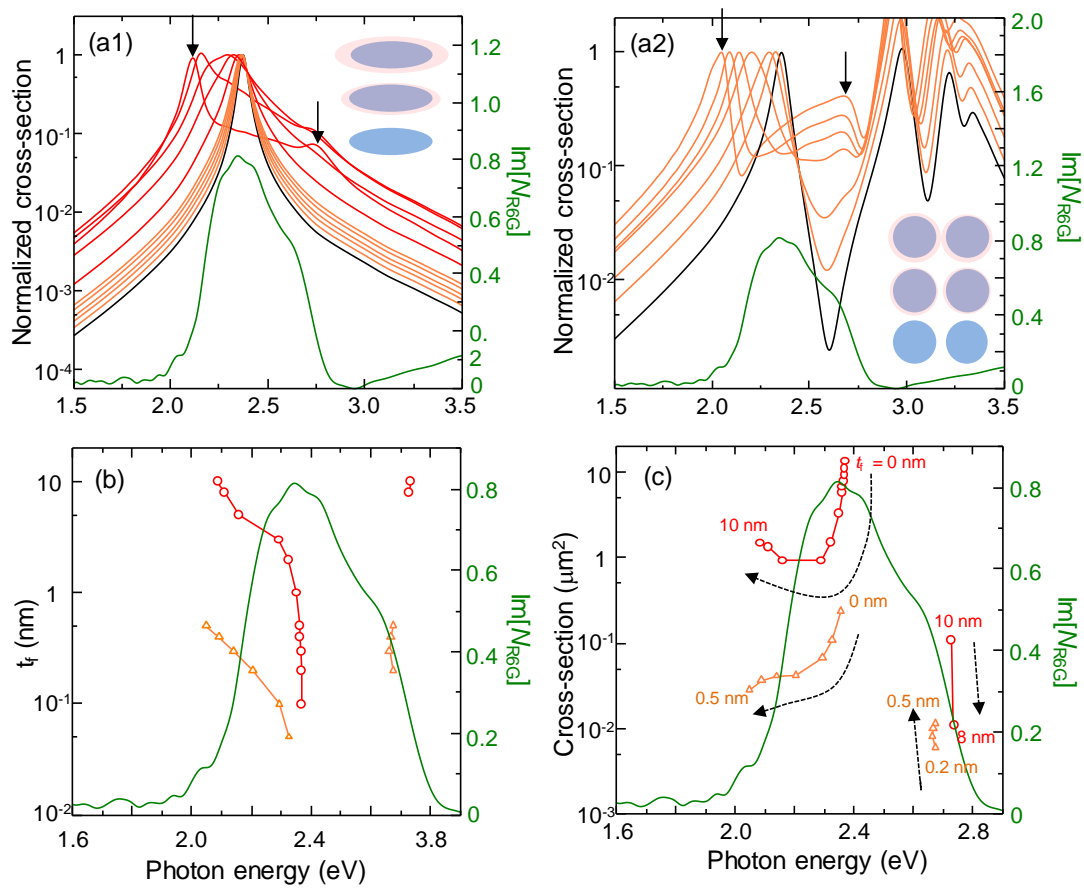 (a1)
1
10⁻¹
10⁻²
10⁻³
10⁻⁴
Normalized cross-section
1.2
1.0
0.8
0.6
0.4
0.
2
0
Im[N_R6G]
1.5 2.0 2.5 3.0 3.5
(a2)
1
10⁻¹
10⁻²
Normalized cross-section
2.0
1.6
1.2
0.8
0.4
0
Im[N_R6G]
1.5 2.0 2.5 3.0 3.5
(b)
10
1
10⁻¹
10⁻²
t_f (nm)
0.8
0.6
0.4
0.2
0
Im[N_R6G]
1.6 2.0 2.4 3.8
Photon energy (eV)
(c)
t_f = 0 nm
10 nm
0 nm
0.5 nm
10 nm
0.5 nm
8 nm
0.2 nm
10
1
10⁻¹
10⁻²
10⁻³
Cross-section (μm²)
0.8
0.6
0.4
0.2
0
Im[N_R6G]
1.6 2.0 2.4 2.8
Photon energy (eV)